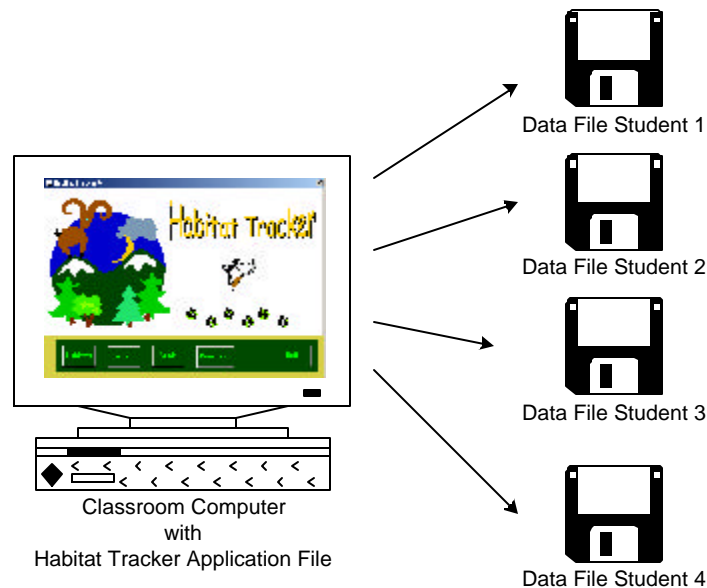 Data File Student 1
Habitat Tracker
Data File Student 2
Data File Student 3
Classroom Computer
with
Habitat Tracker Application File
Data File Student 4